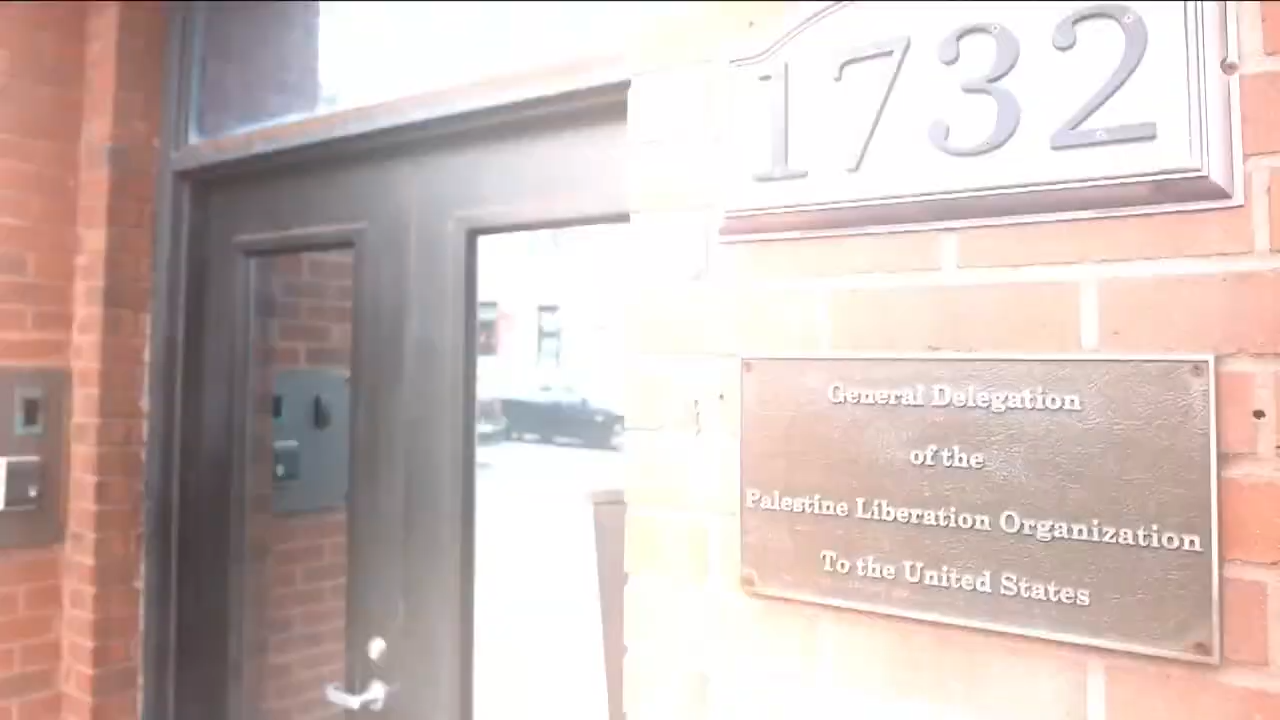 1732
General Delegation
of the
Palestine Liberation Organization
To the United States